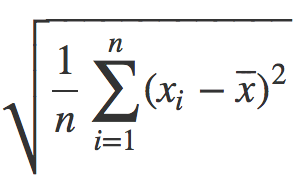 √(1/n ∑_{i=1}^{n} (x_i − x̄)²)